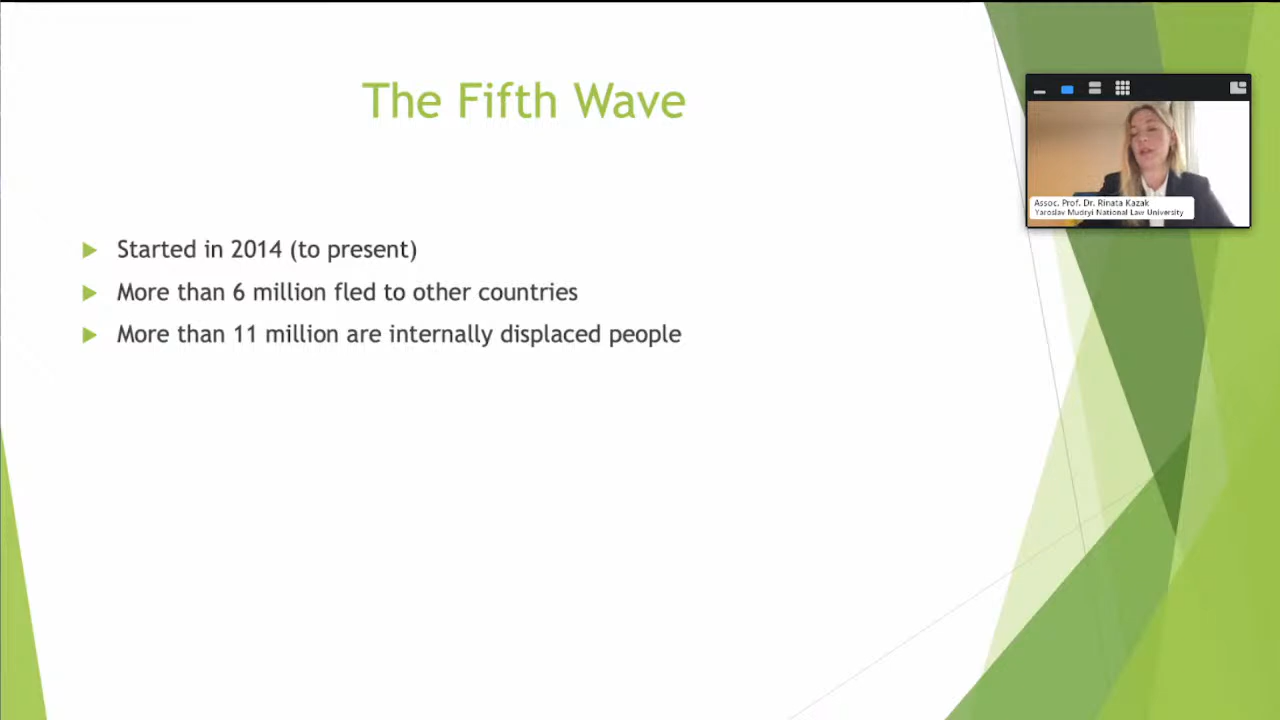 The Fifth Wave
Started in 2014 (to present)
More than 6 million fled to other countries
More than 11 million are internally displaced people
Assoc. Prof. Dr. Rinata Kazak
Yaroslav Mudryi National Law University